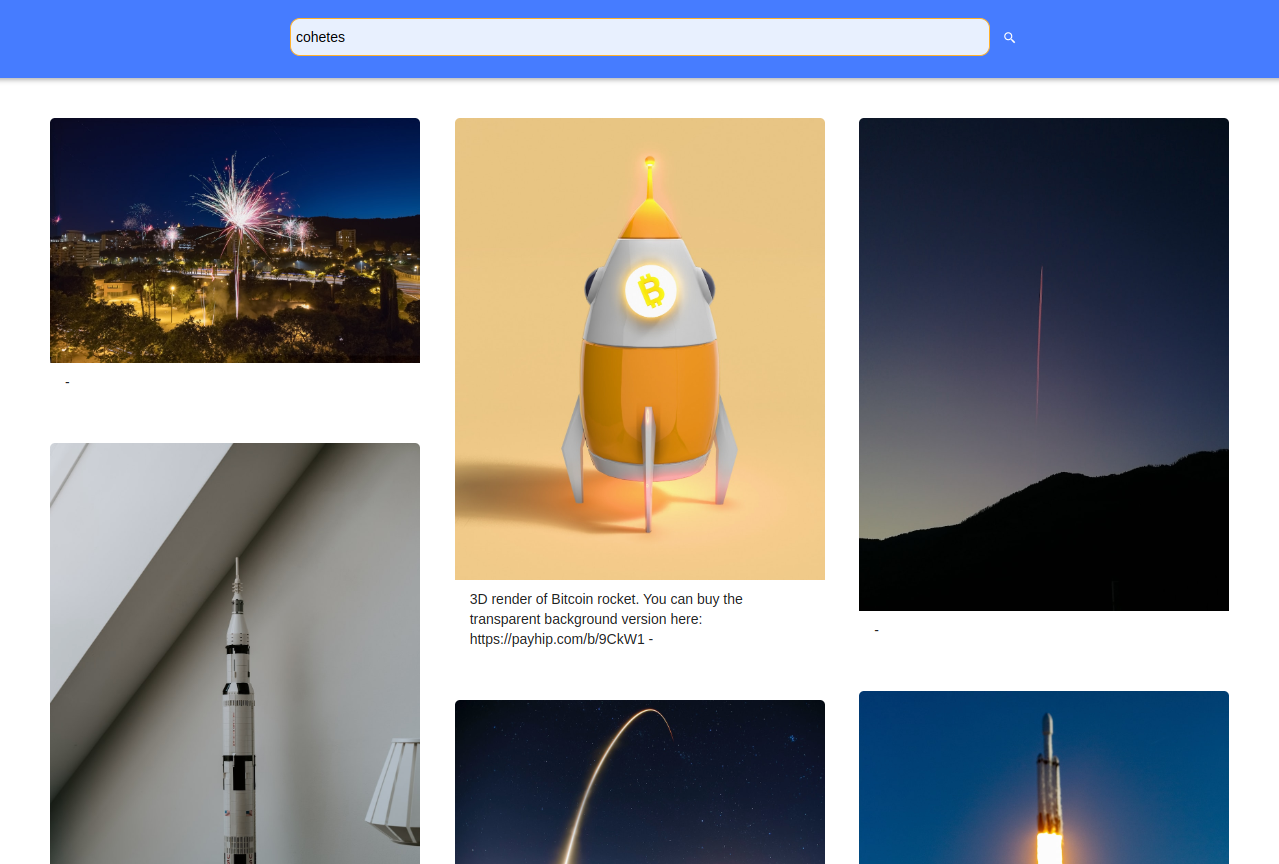 cohetes
-
3D render of Bitcoin rocket. You can buy the
transparent background version here:
https://payhip.com/b/9CkW1 -
-